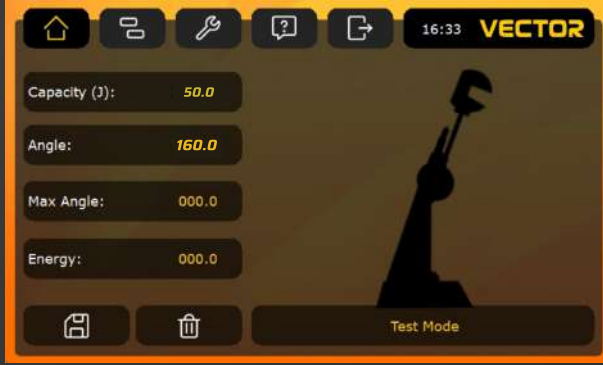 16:33 VECTOR
Capacity (J): 50.0
Angle: 160.0
Max Angle: 000.0
Energy: 000.0
Test Mode